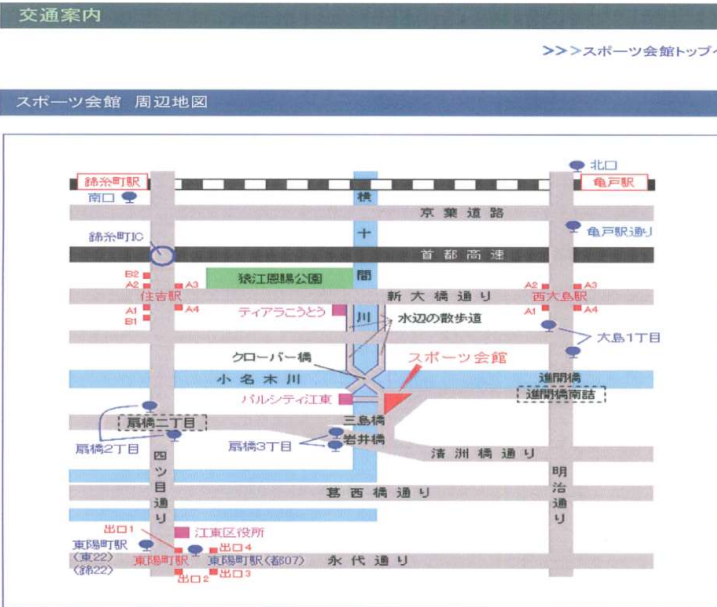 交通案内
>>>スポーツ会館トップ
スポーツ会館 周辺地図
北口
錦糸町駅
亀戸駅
南口
横十間川
京葉道路
亀戸駅通り
錦糸町IC
首都高速
B2
A2
A3
住吉駅
A1
A4
B1
猿江恩賜公園
新大橋通り
A2
A3
西大島駅
A1
A4
ティアラこうとう
水辺の散歩道
大島1丁目
クローバー橋
スポーツ会館
小名木川
進開橋
パルシティ江東
進開橋南詰
扇橋二丁目
三島橋
扇橋2丁目
扇橋3丁目
岩井橋
清洲橋通り
四ツ目通り
明治通り
葛西橋通り
出口1
江東区役所
東陽町駅
出口4
〈東22〉
東陽町駅
東陽町駅〈都07〉
永代通り
〈錦22〉
出口2
出口3